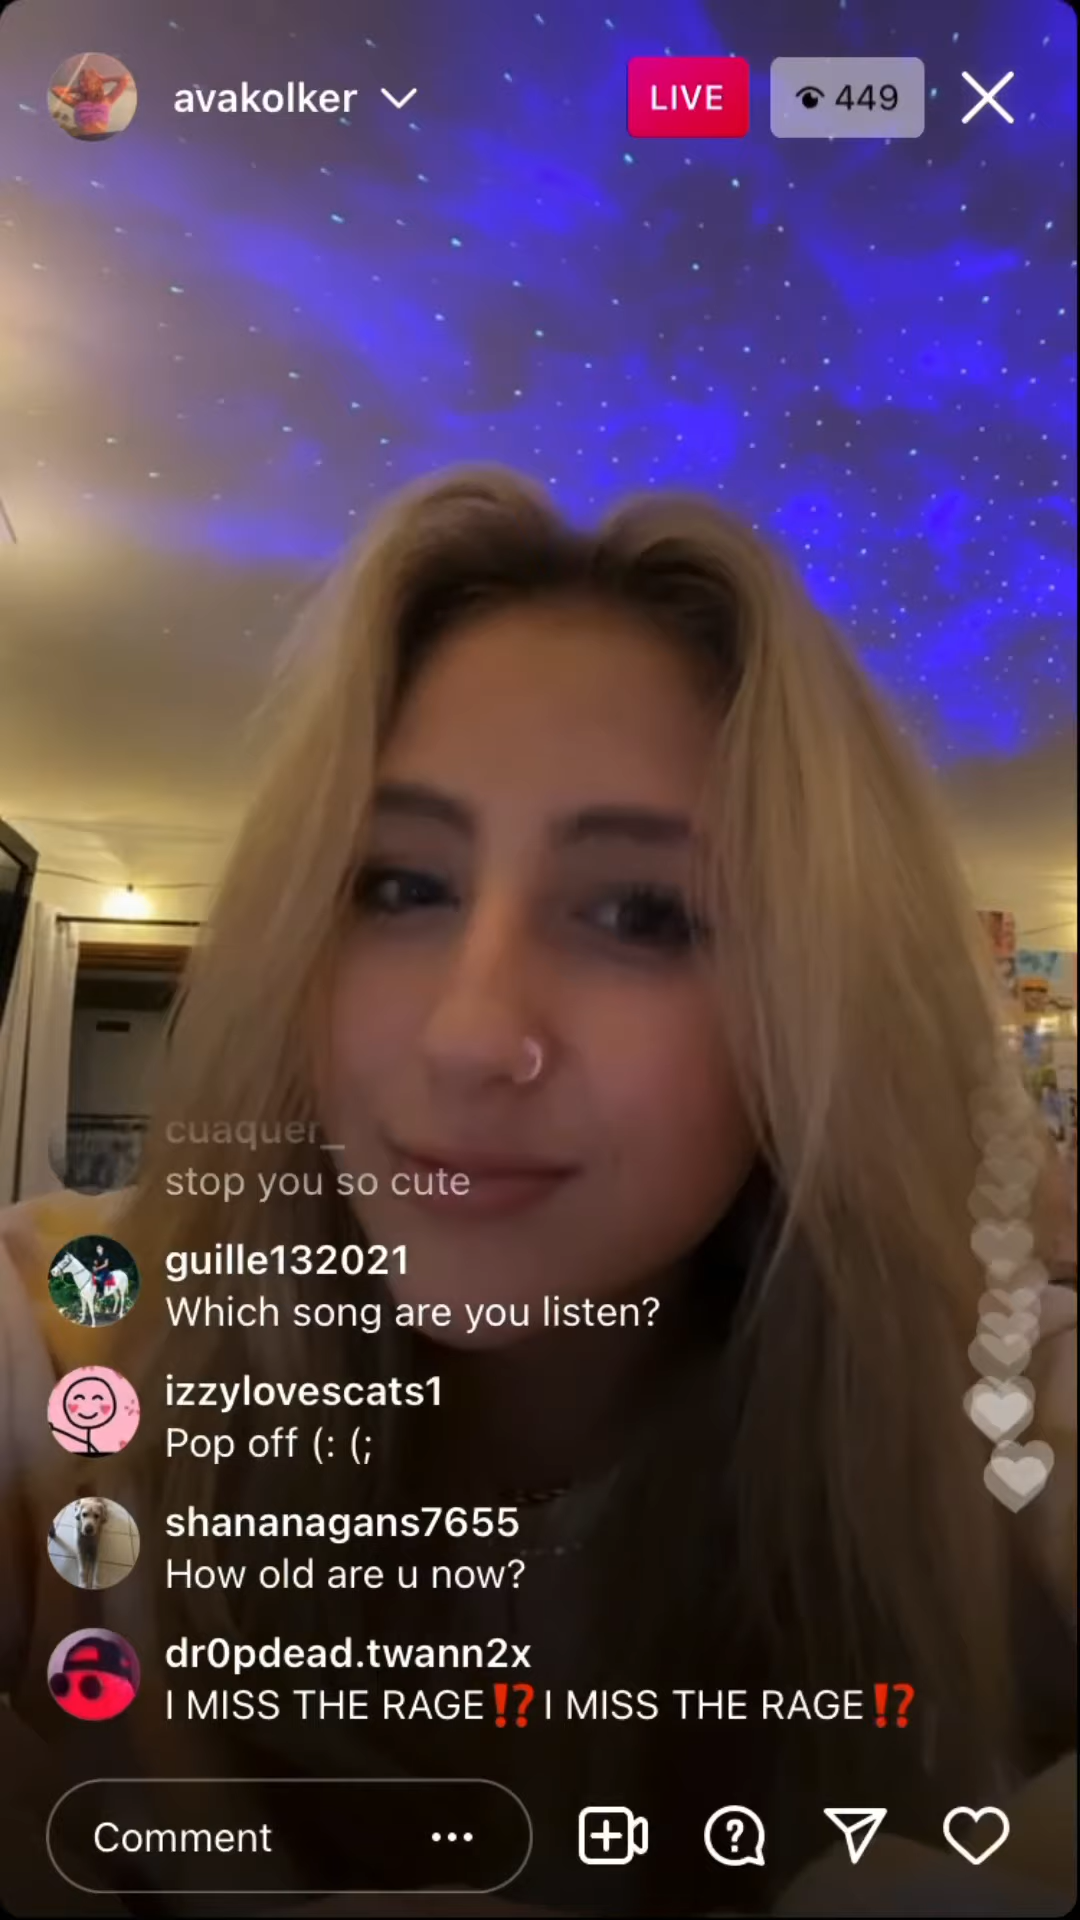 avakolker
LIVE
449
cuaquer_
stop you so cute
guille132021
Which song are you listen?
izzylovescats1
Pop off (: (;
shananagans7655
How old are u now?
dr0pdead.twann2x
I MISS THE RAGE⁉️I MISS THE RAGE⁉️
Comment